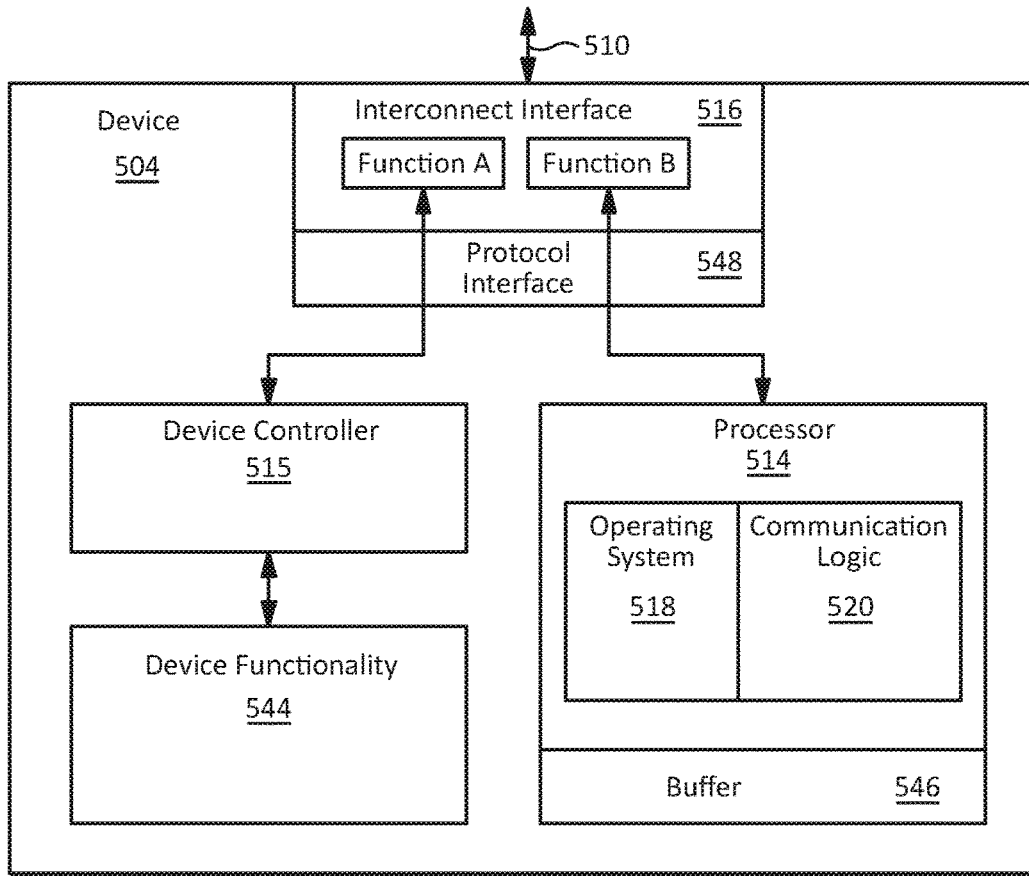 510
Device
504
Interconnect Interface
516
Function A
Function B
Protocol
Interface
548
Device Controller
515
Processor
514
Operating
System
518
Communication
Logic
520
Device Functionality
544
Buffer
546